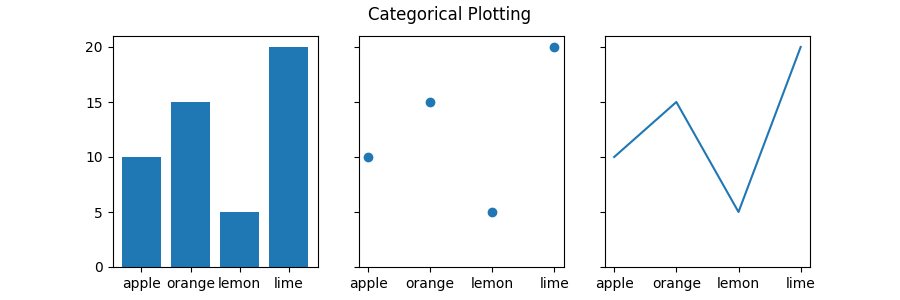 Categorical Plotting
20
15
10
5
0
apple orange lemon lime
apple orange lemon lime
apple orange lemon lime